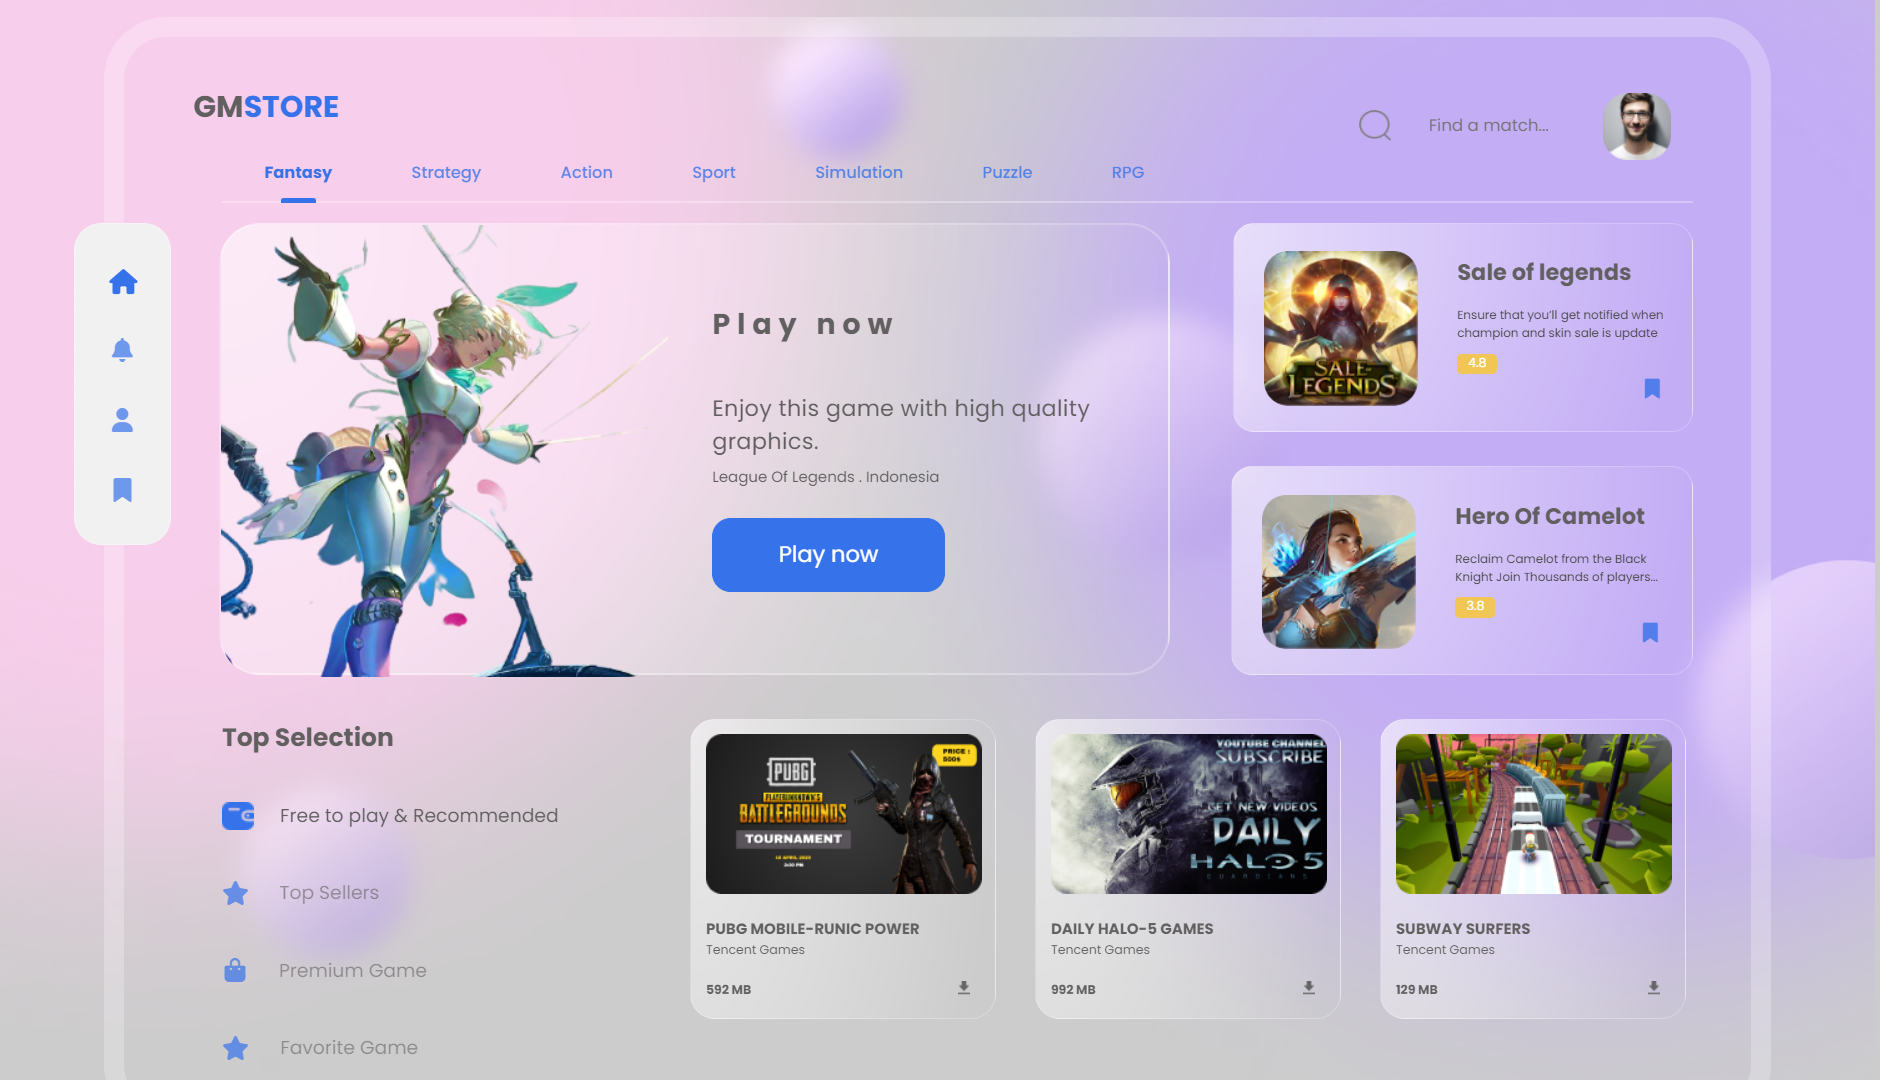 GMSTORE
Find a match...
Fantasy Strategy Action Sport Simulation Puzzle RPG
Play now
Enjoy this game with high quality
graphics.
League Of Legends . Indonesia
Play now
SALE
LEGENDS
Sale of legends
Ensure that you'll get notified when
champion and skin sale is update
4.8
Hero Of Camelot
Reclaim Camelot from the Black
Knight Join Thousands of players...
3.8
Top Selection
Free to play & Recommended
Top Sellers
Premium Game
Favorite Game
PRICE :
500$
PUBG
PLAYERUNKNOWN'S
BATTLEGROUNDS
TOURNAMENT
PUBG MOBILE-RUNIC POWER
Tencent Games
592 MB
YOUTUBE CHANNEL
SUBSCRIBE
GET NEW VIDEOS
DAILY
HALO 5
GUARDIANS
DAILY HALO-5 GAMES
Tencent Games
992 MB
SUBWAY SURFERS
Tencent Games
129 MB